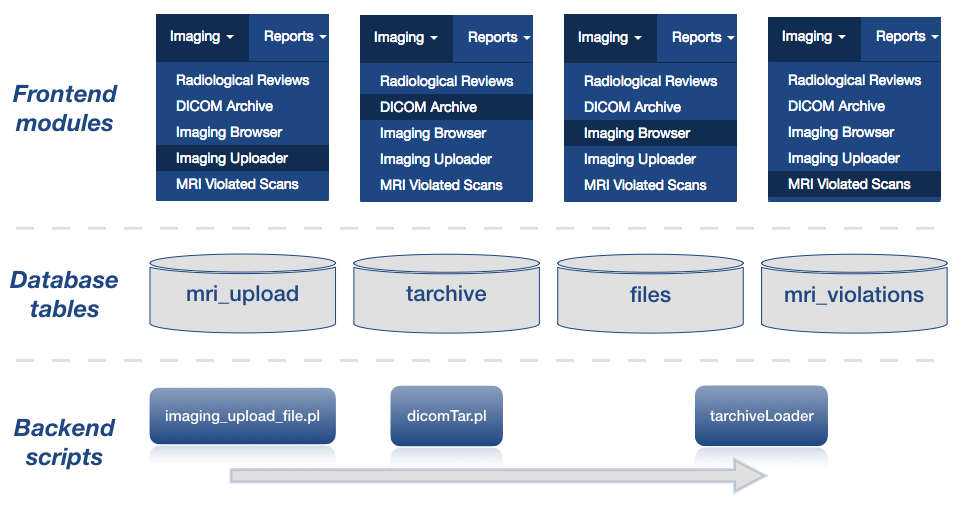 Frontend
modules
Imaging Reports
Radiological Reviews
DICOM Archive
Imaging Browser
Imaging Uploader
MRI Violated Scans
Imaging Reports
Radiological Reviews
DICOM Archive
Imaging Browser
Imaging Uploader
MRI Violated Scans
Imaging Reports
Radiological Reviews
DICOM Archive
Imaging Browser
Imaging Uploader
MRI Violated Scans
Imaging Reports
Radiological Reviews
DICOM Archive
Imaging Browser
Imaging Uploader
MRI Violated Scans
Database
tables
mri_upload
tarchive
files
mri_violations
Backend
scripts
imaging_upload_file.pl
dicomTar.pl
tarchiveLoader